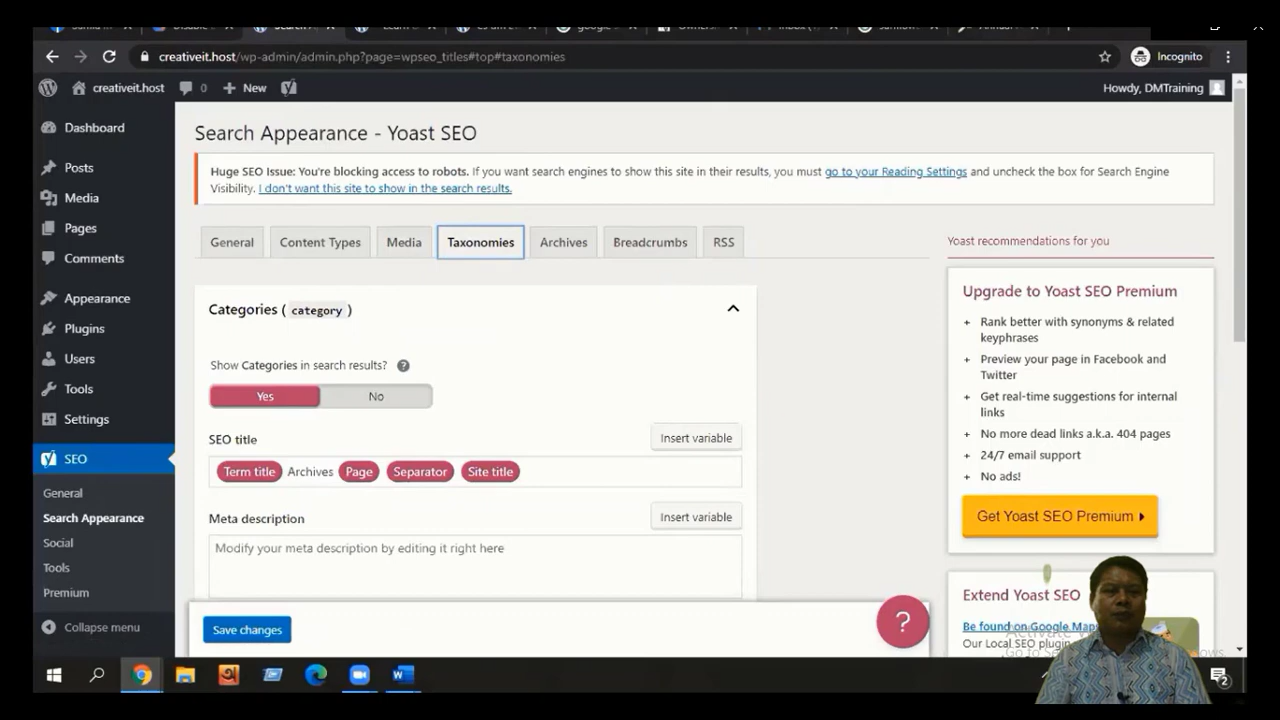 creativeit.host/wp-admin/admin.php?page=wpseo_titles#top#taxonomies
Incognito
creativeit.host 0 New
Howdy, DMTraining
Dashboard
Posts
Media
Pages
Comments
Appearance
Plugins
Users
Tools
Settings
SEO
General
Search Appearance
Social
Tools
Premium
Collapse menu
Search Appearance - Yoast SEO
Huge SEO Issue: You're blocking access to robots. If you want search engines to show this site in their results, you must go to your Reading Settings and uncheck the box for Search Engine
Visibility. I don't want this site to show in the search results.
General Content Types Media Taxonomies Archives Breadcrumbs RSS
Categories ( category )
Show Categories in search results? ?
Yes No
SEO title
Insert variable
Term title Archives Page Separator Site title
Meta description
Insert variable
Modify your meta description by editing it right here
Save changes
?
Yoast recommendations for you
Upgrade to Yoast SEO Premium
+ Rank better with synonyms & related
keyphrases
+ Preview your page in Facebook and
Twitter
+ Get real-time suggestions for internal
links
+ No more dead links a.k.a. 404 pages
+ 24/7 email support
+ No ads!
Get Yoast SEO Premium
Extend Yoast SEO
Be found on Google Maps
Our Local SEO plugin
2